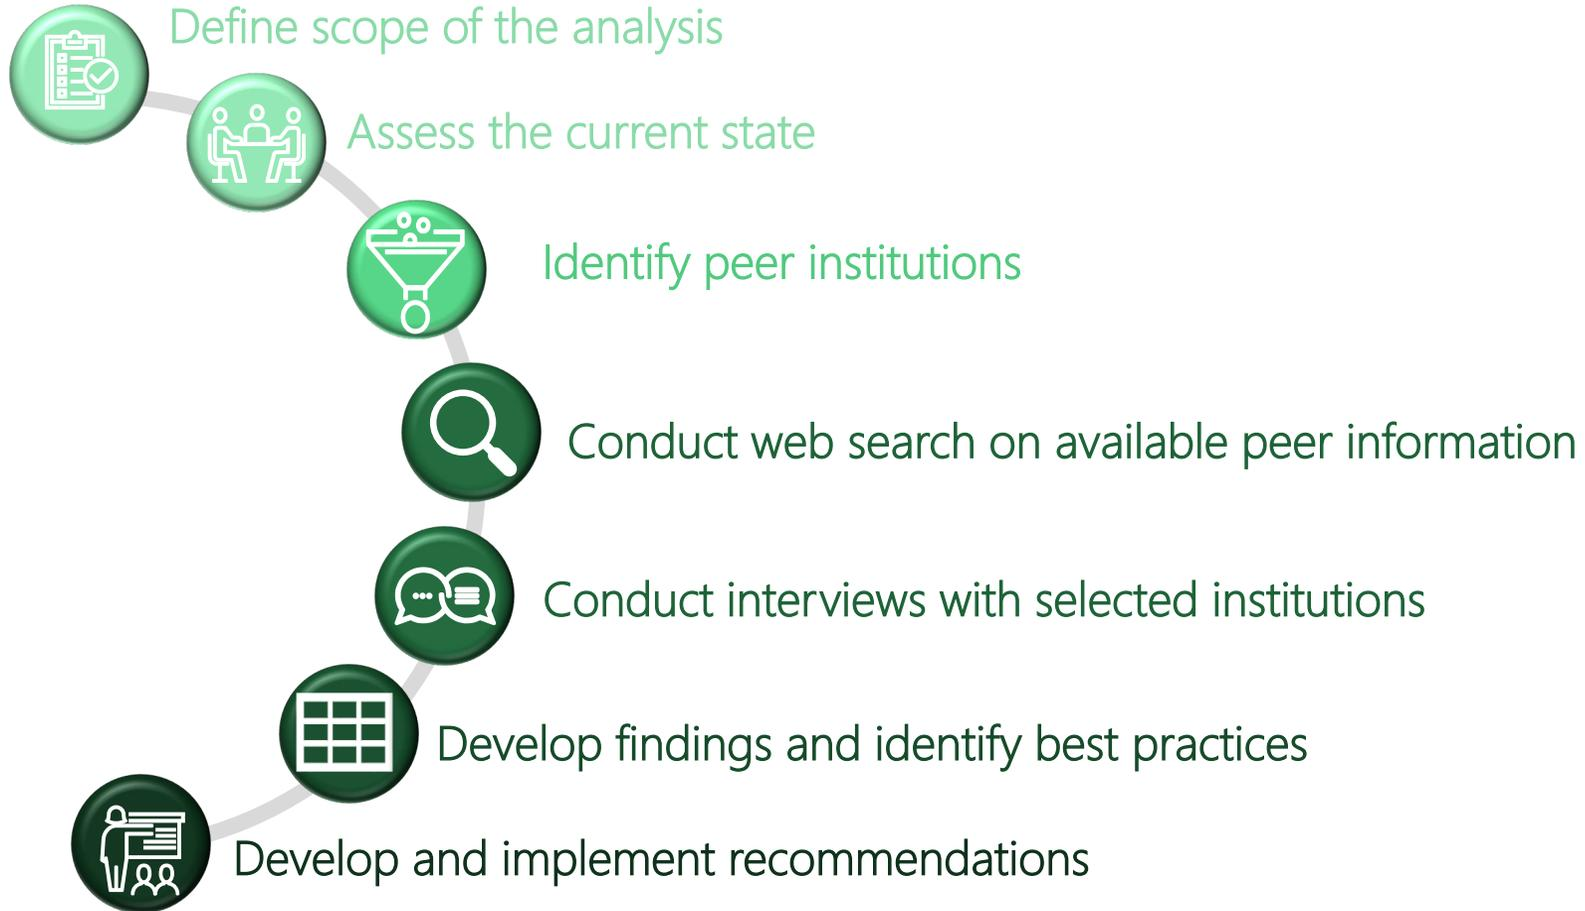 Define scope of the analysis
Assess the current state
Identify peer institutions
Conduct web search on available peer information
Conduct interviews with selected institutions
Develop findings and identify best practices
Develop and implement recommendations